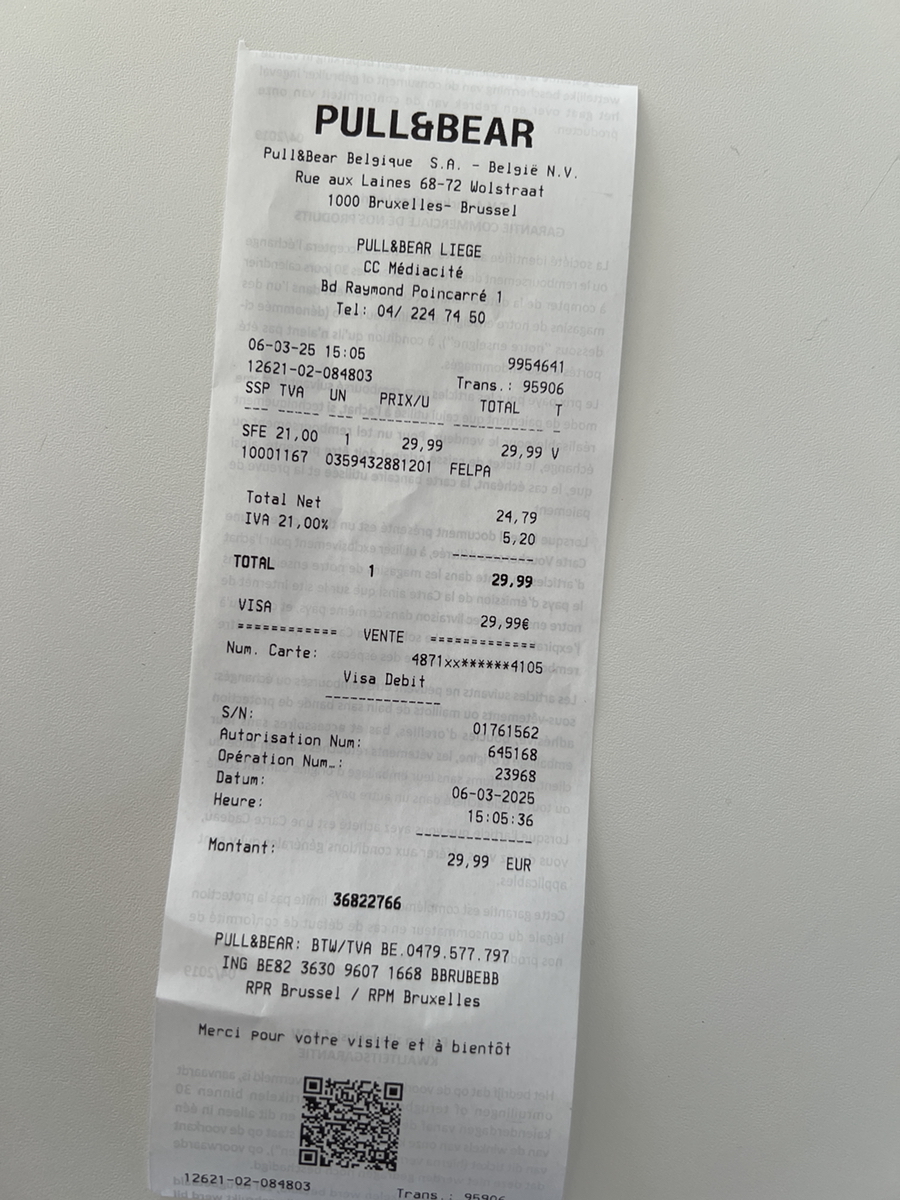 PULL&BEAR
Pull&Bear Belgique S.A. - België N.V.
Rue aux Laines 68-72 Wolstraat
1000 Bruxelles- Brussel
PULL&BEAR LIEGE
CC Médiacité
Bd Raymond Poincarré 1
Tel: 04/ 224 74 50
06-03-25 15:05 9954641
12621-02-084803 Trans.: 95906
SSP TVA UN PRIX/U TOTAL T
--- ----- --- ---------- ---------- -
SFE 21,00 1 29,99 29,99 V
10001167 0359432881201 FELPA
Total Net 24,79
IVA 21,00% 5,20
----------
TOTAL 1 29,99
VISA 29,99€
============ VENTE =============
Num. Carte: 4871xx******4105
Visa Debit
--------------
S/N: 01761562
Autorisation Num: 645168
Opération Num_: 23968
Datum: 06-03-2025
Heure: 15:05:36
--------------
Montant: 29,99 EUR
36822766
PULL&BEAR: BTW/TVA BE.0479.577.797
ING BE82 3630 9607 1668 BBRUBEBB
RPR Brussel / RPM Bruxelles
Merci pour votre visite et à bientôt
12621-02-084803 Trans.: 95906